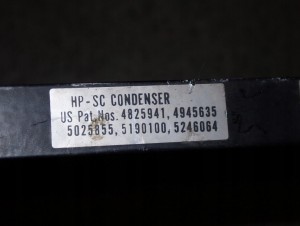 HP-SC CONDENSER
US Pat. Nos. 4825941, 4945635
5025855, 5190100, 5246064